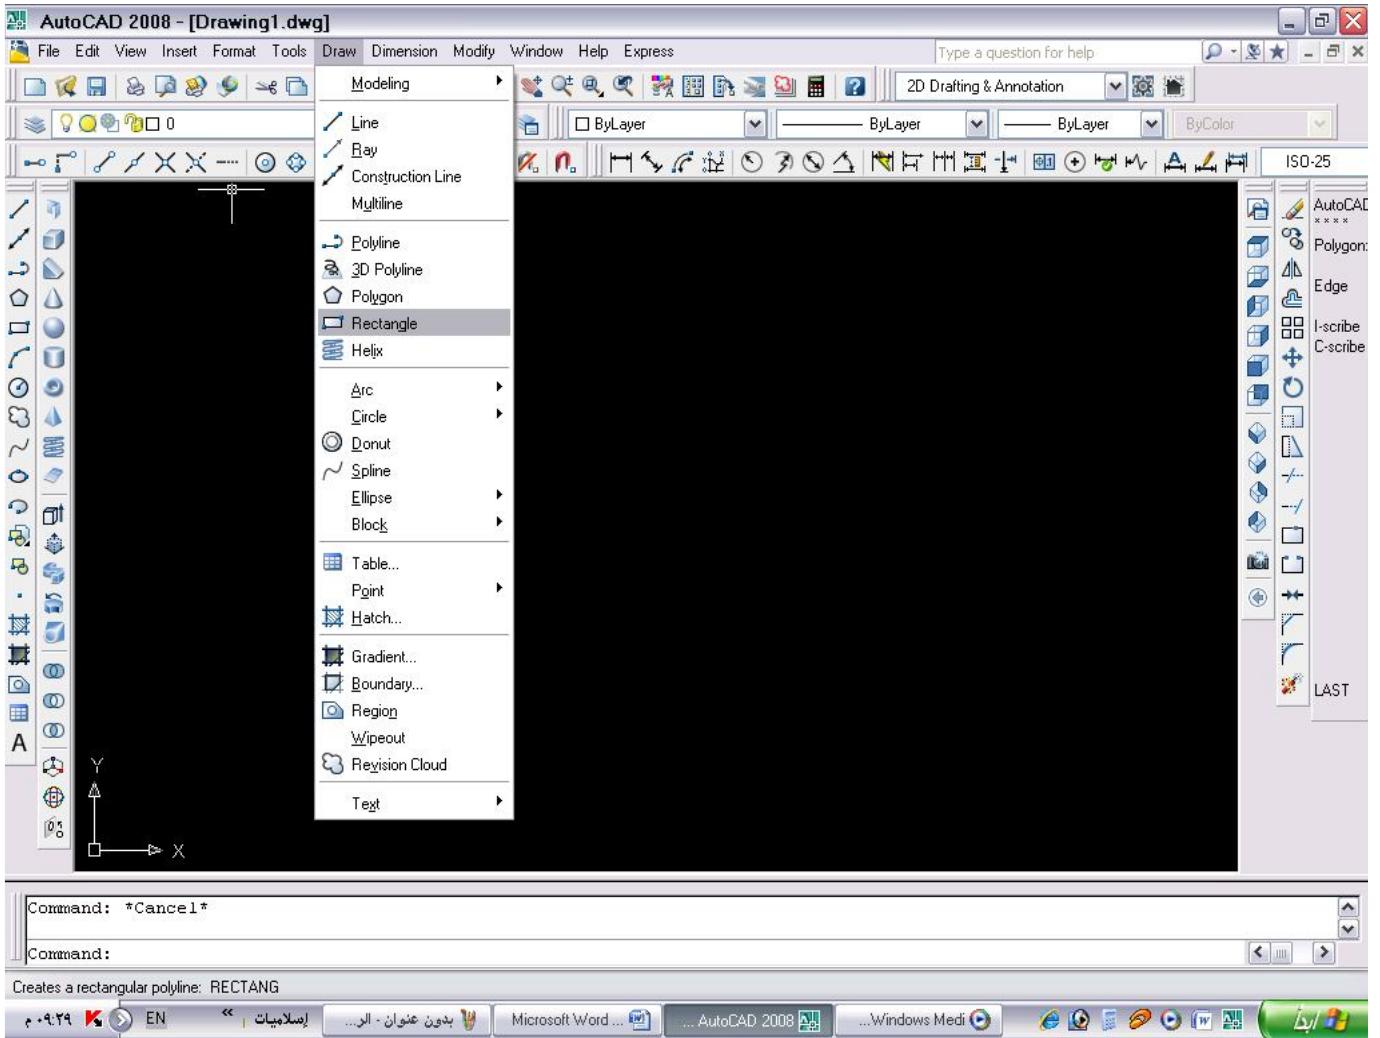 AutoCAD 2008 - [Drawing1.dwg]
File Edit View Insert Format Tools Draw Dimension Modify Window Help Express
Type a question for help
2D Drafting & Annotation
0
ByLayer
ByLayer
ByLayer
ByColor
ISO-25
Modeling
Line
Ray
Construction Line
Multiline
Polyline
3D Polyline
Polygon
Rectangle
Helix
Arc
Circle
Donut
Spline
Ellipse
Block
Table...
Point
Hatch...
Gradient...
Boundary...
Region
Wipeout
Revision Cloud
Text
AutoCAD
* * * *
Polygon:
Edge
I-scribe
C-scribe
LAST
A
Y
X
Command: *Cancel*
Command:
Creates a rectangular polyline: RECTANG
٠٩:٢٩ م
EN
إسلاميات
بدون عنوان - الر...
Microsoft Word ...
... AutoCAD 2008
...Windows Medi
ابدأ